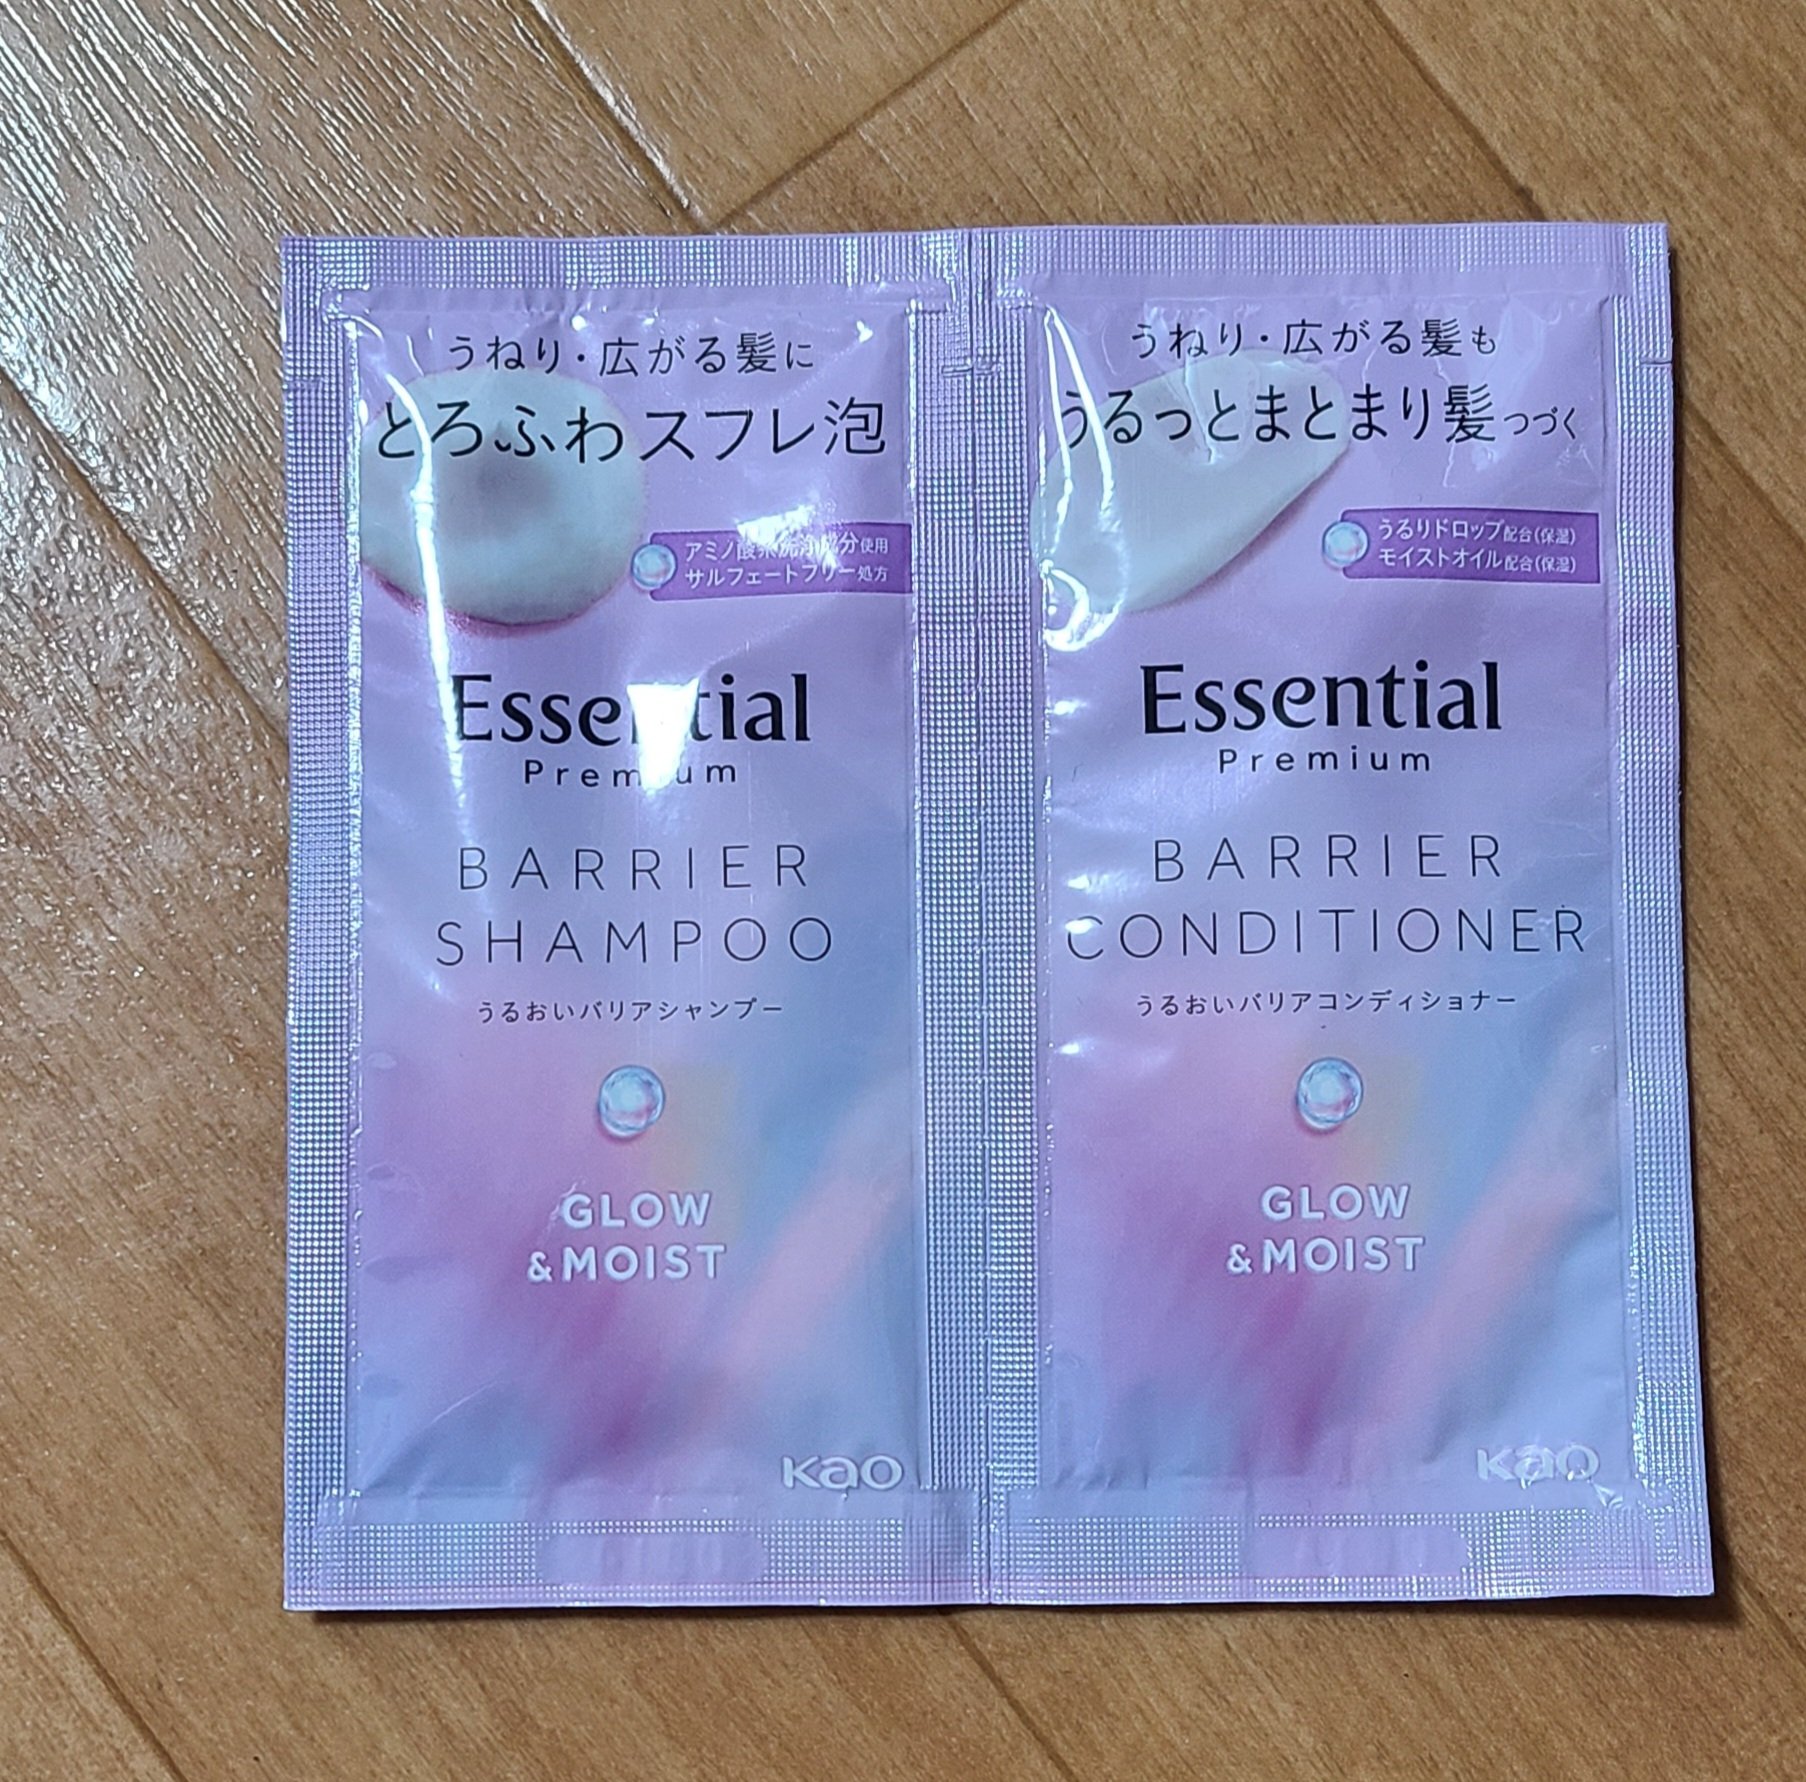 うねり・広がる髪に
とろふわスフレ泡
アミノ酸系洗浄成分使用
サルフェートフリー処方
Essential
Premium
BARRIER
SHAMPOO
うるおいバリアシャンプー
GLOW
&MOIST
Kao
うねり・広がる髪も
うるっとまとまり髪つづく
うるりドロップ配合(保湿)
モイストオイル配合(保湿)
Essential
Premium
BARRIER
CONDITIONER
うるおいバリアコンディショナー
GLOW
&MOIST
Kao